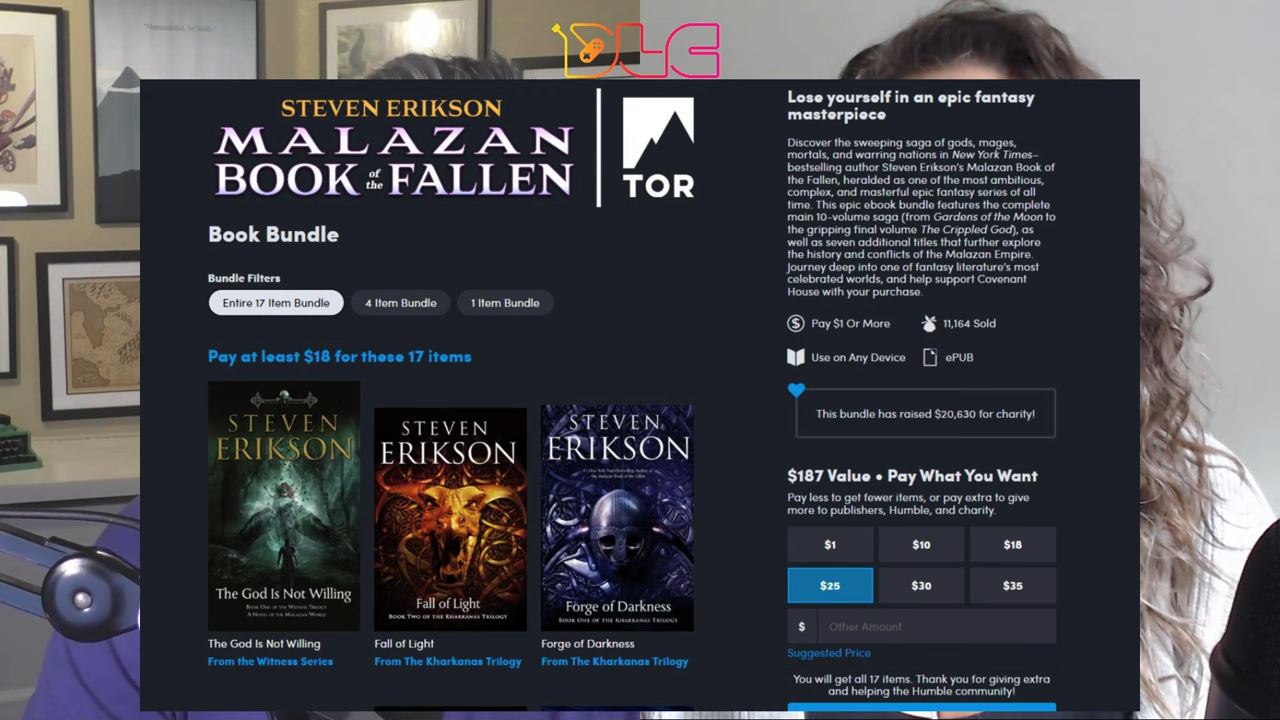 DLC
STEVEN ERIKSON
MALAZAN
BOOK of the FALLEN
TOR
Book Bundle
Bundle Filters
Entire 17 Item Bundle
4 Item Bundle
1 Item Bundle
Pay at least $18 for these 17 items
STEVEN
ERIKSON
The God Is Not Willing
BOOK ONE OF THE WITNESS TRILOGY
A NOVEL OF THE MALAZAN WORLD
The God Is Not Willing
From the Witness Series
STEVEN
ERIKSON
Fall of Light
BOOK TWO OF THE KHARKANAS TRILOGY
Fall of Light
From The Kharkanas Trilogy
STEVEN
ERIKSON
Forge of Darkness
BOOK ONE OF THE KHARKANAS TRILOGY
Forge of Darkness
From The Kharkanas Trilogy
Lose yourself in an epic fantasy
masterpiece
Discover the sweeping saga of gods, mages,
mortals, and warring nations in New York Times–
bestselling author Steven Erikson's Malazan Book of
the Fallen, heralded as one of the most ambitious,
complex, and masterful epic fantasy series of all
time. This epic ebook bundle features the complete
main 10-volume saga (from Gardens of the Moon to
the gripping final volume The Crippled God), as
well as seven additional titles that further explore
the history and conflicts of the Malazan Empire.
Journey deep into one of fantasy literature's most
celebrated worlds, and help support Covenant
House with your purchase.
Pay $1 Or More
11,164 Sold
Use on Any Device
ePUB
This bundle has raised $20,630 for charity!
$187 Value • Pay What You Want
Pay less to get fewer items, or pay extra to give
more to publishers, Humble, and charity.
$1
$10
$18
$25
$30
$35
$ Other Amount
Suggested Price
You will get all 17 items. Thank you for giving extra
and helping the Humble community!